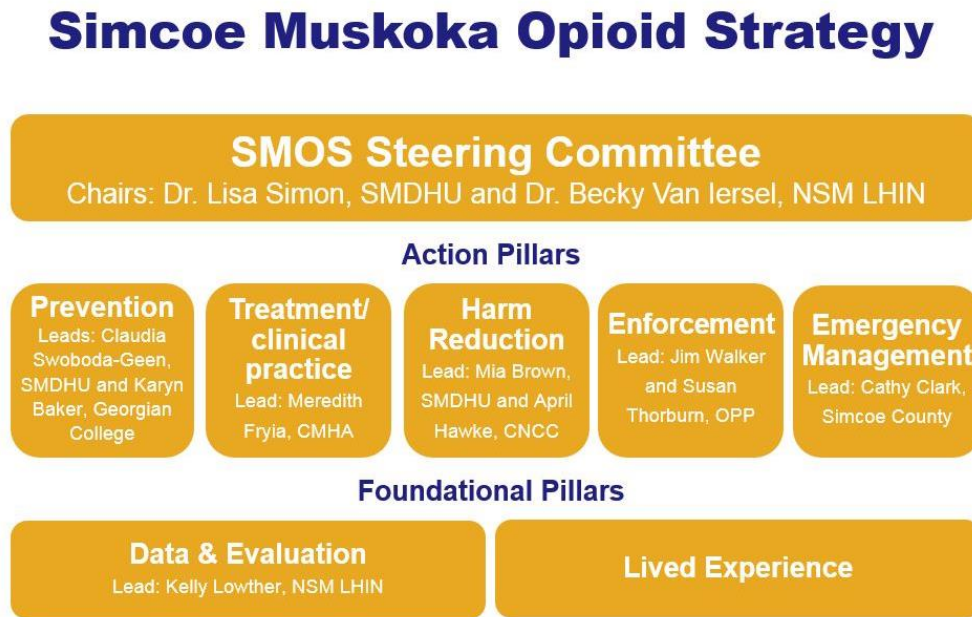 Simcoe Muskoka Opioid Strategy
SMOS Steering Committee
Chairs: Dr. Lisa Simon, SMDHU and Dr. Becky Van Iersel, NSM LHIN
Action Pillars
Prevention
Leads: Claudia
Swoboda-Geen,
SMDHU and Karyn
Baker, Georgian
College
Treatment/
clinical
practice
Lead: Meredith
Fryia, CMHA
Harm
Reduction
Lead: Mia Brown,
SMDHU and April
Hawke, CNCC
Enforcement
Lead: Jim Walker
and Susan
Thorburn, OPP
Emergency
Management
Lead: Cathy Clark,
Simcoe County
Foundational Pillars
Data & Evaluation
Lead: Kelly Lowther, NSM LHIN
Lived Experience